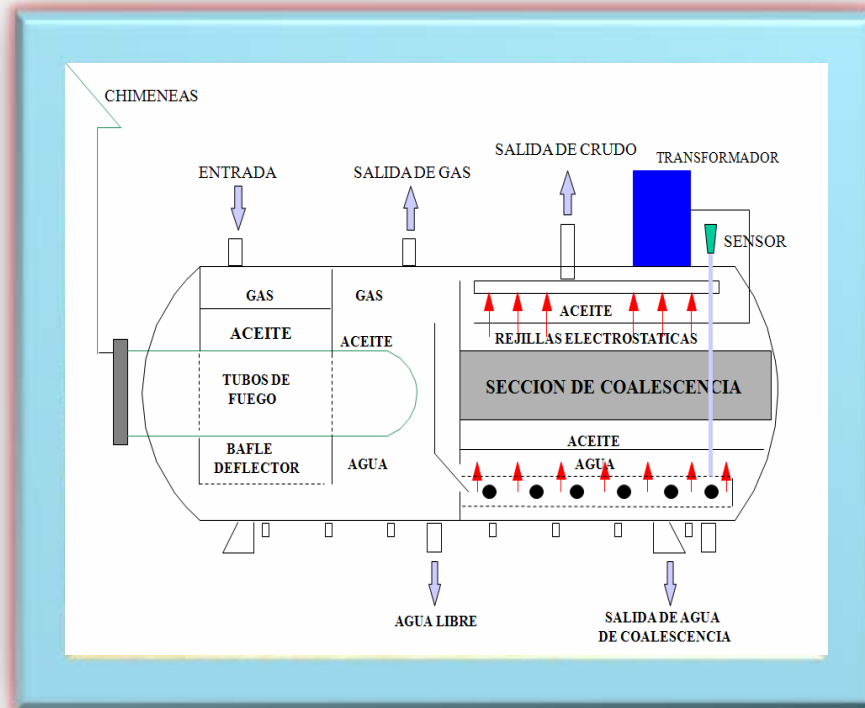 CHIMENEAS
SALIDA DE CRUDO
TRANSFORMADOR
ENTRADA
SALIDA DE GAS
SENSOR
GAS
GAS
ACEITE
ACEITE
ACEITE
REJILLAS ELECTROSTATICAS
TUBOS DE
FUEGO
SECCION DE COALESCENCIA
BAFLE
DEFLECTOR
AGUA
ACEITE
AGUA
AGUA LIBRE
SALIDA DE AGUA
DE COALESCENCIA